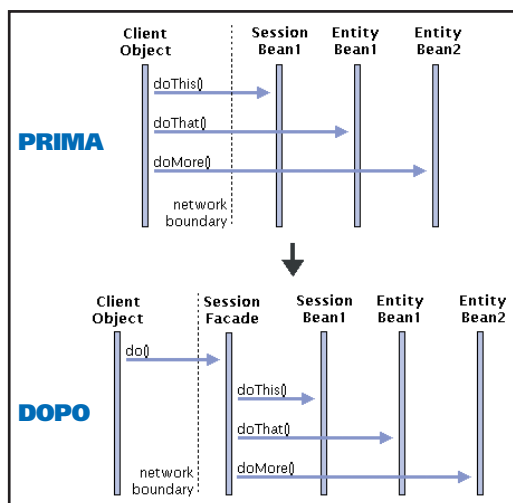 Client Object
Session Bean1
Entity Bean1
Entity Bean2
doThis()
PRIMA
doThat()
doMore()
network boundary
Client Object
Session Facade
Session Bean1
Entity Bean1
Entity Bean2
do()
doThis()
DOPO
doThat()
doMore()
network boundary